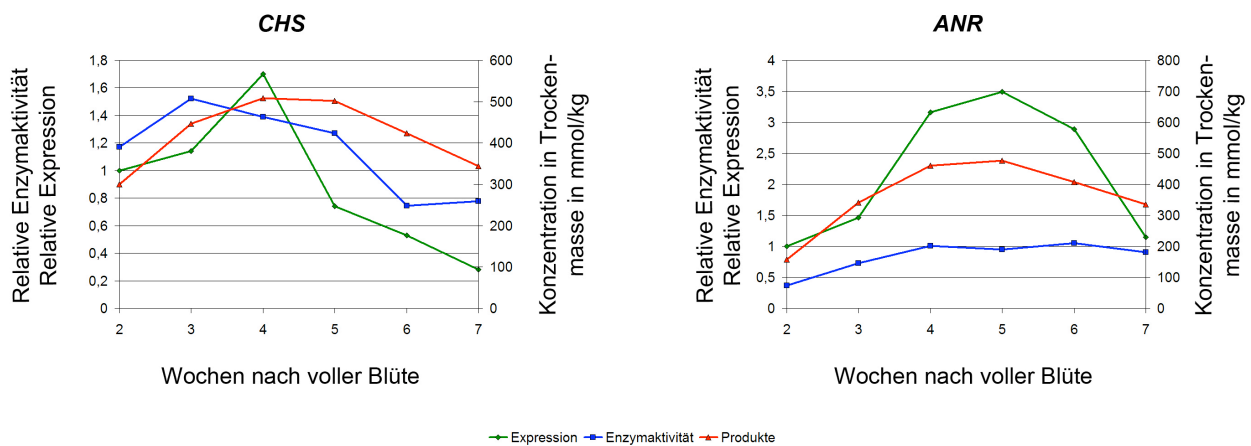 CHS
Relative Enzymaktivität
Relative Expression
1,8
1,6
1,4
1,2
1
0,8
0,6
0,4
0,2
0
600
500
400
300
200
100
0
Konzentration in Trocken-
masse in mmol/kg
2 3 4 5 6 7
Wochen nach voller Blüte
ANR
Relative Enzymaktivität
Relative Expression
4
3,5
3
2,5
2
1,5
1
0,5
0
800
700
600
500
400
300
200
100
0
Konzentration in Trocken-
masse in mmol/kg
2 3 4 5 6 7
Wochen nach voller Blüte
Expression Enzymaktivität Produkte